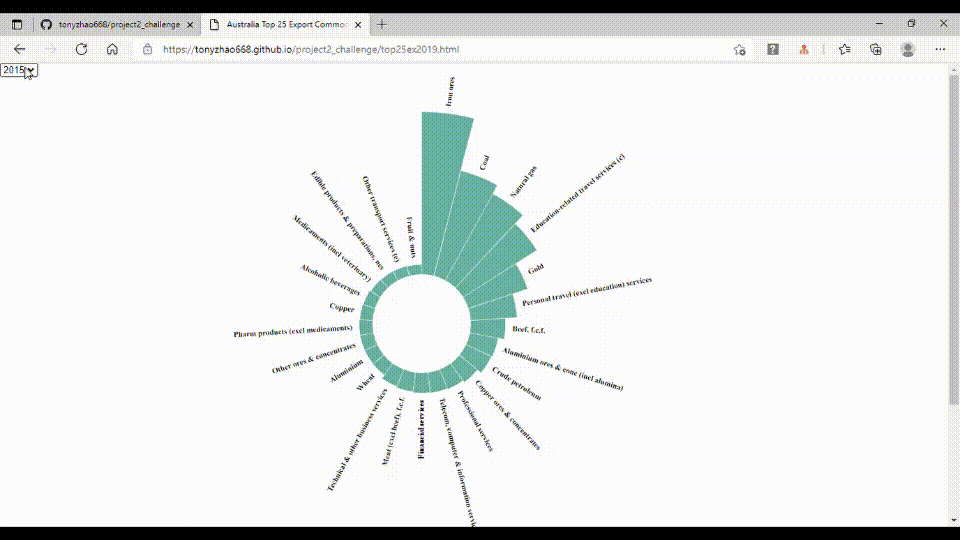 tonyzhao668/project2_challenge
Australia Top 25 Export Commo
https://tonyzhao668.github.io/project2_challenge/top25ex2019.html
2015
Iron ores
Coal
Natural gas
Education-related travel services (c)
Gold
Personal travel (excl education) services
Beef, f.c.f.
Aluminium ores & conc (incl alumina)
Crude petroleum
Copper ores & concentrates
Professional services
Telecom, computer & information servic
Financial services
Meat (excl beef), f.c.f.
Technical & other business services
Wheat
Aluminium
Other ores & concentrates
Pharm products (excl medicaments)
Copper
Alcoholic beverages
Medicaments (incl veterinary)
Edible products & preparations, nes
Other transport services (e)
Fruit & nuts